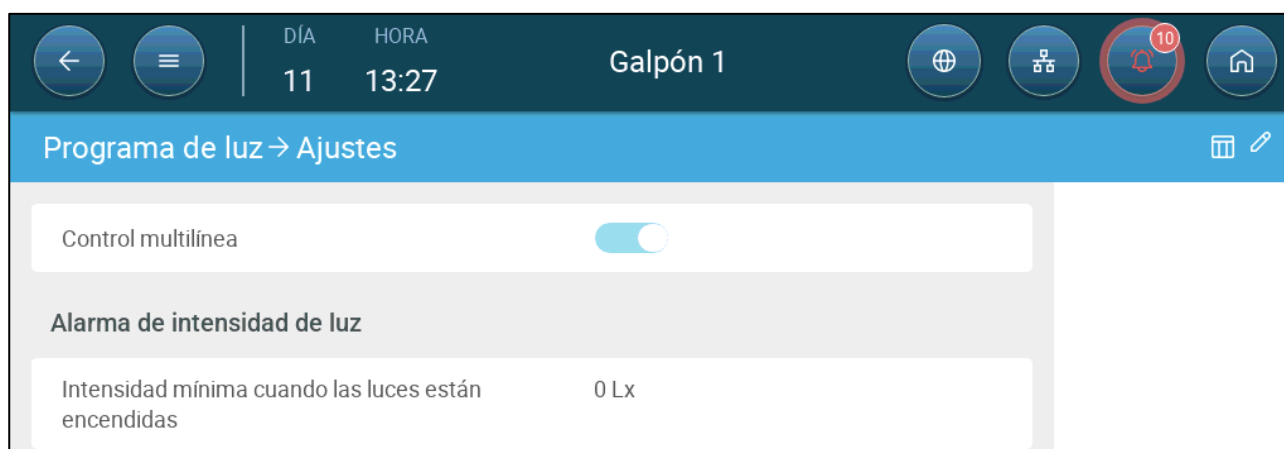 DÍA HORA
11 13:27
Galpón 1
10
Programa de luz → Ajustes
Control multilínea
Alarma de intensidad de luz
Intensidad mínima cuando las luces están 0 Lx
encendidas